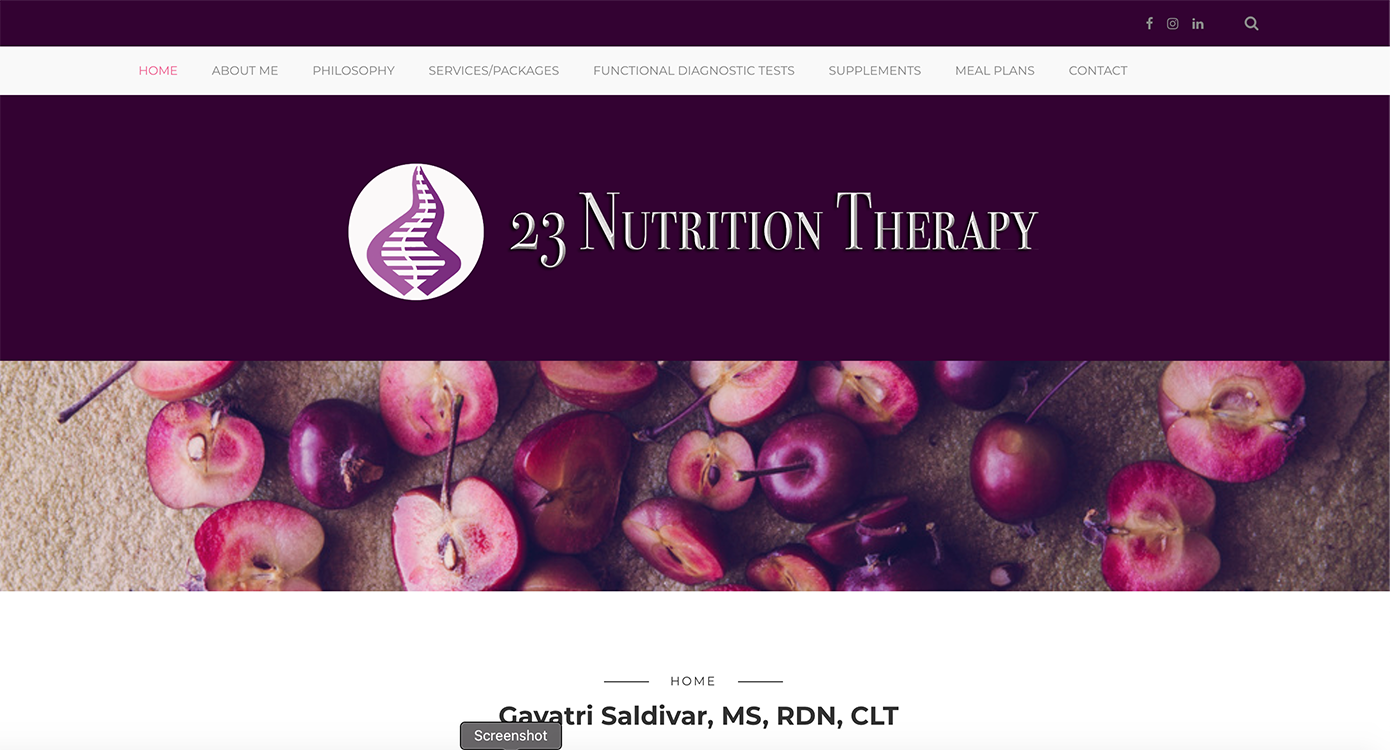 HOME ABOUT ME PHILOSOPHY SERVICES/PACKAGES FUNCTIONAL DIAGNOSTIC TESTS SUPPLEMENTS MEAL PLANS CONTACT
23 Nutrition Therapy
HOME
Gayatri Saldivar, MS, RDN, CLT
Screenshot